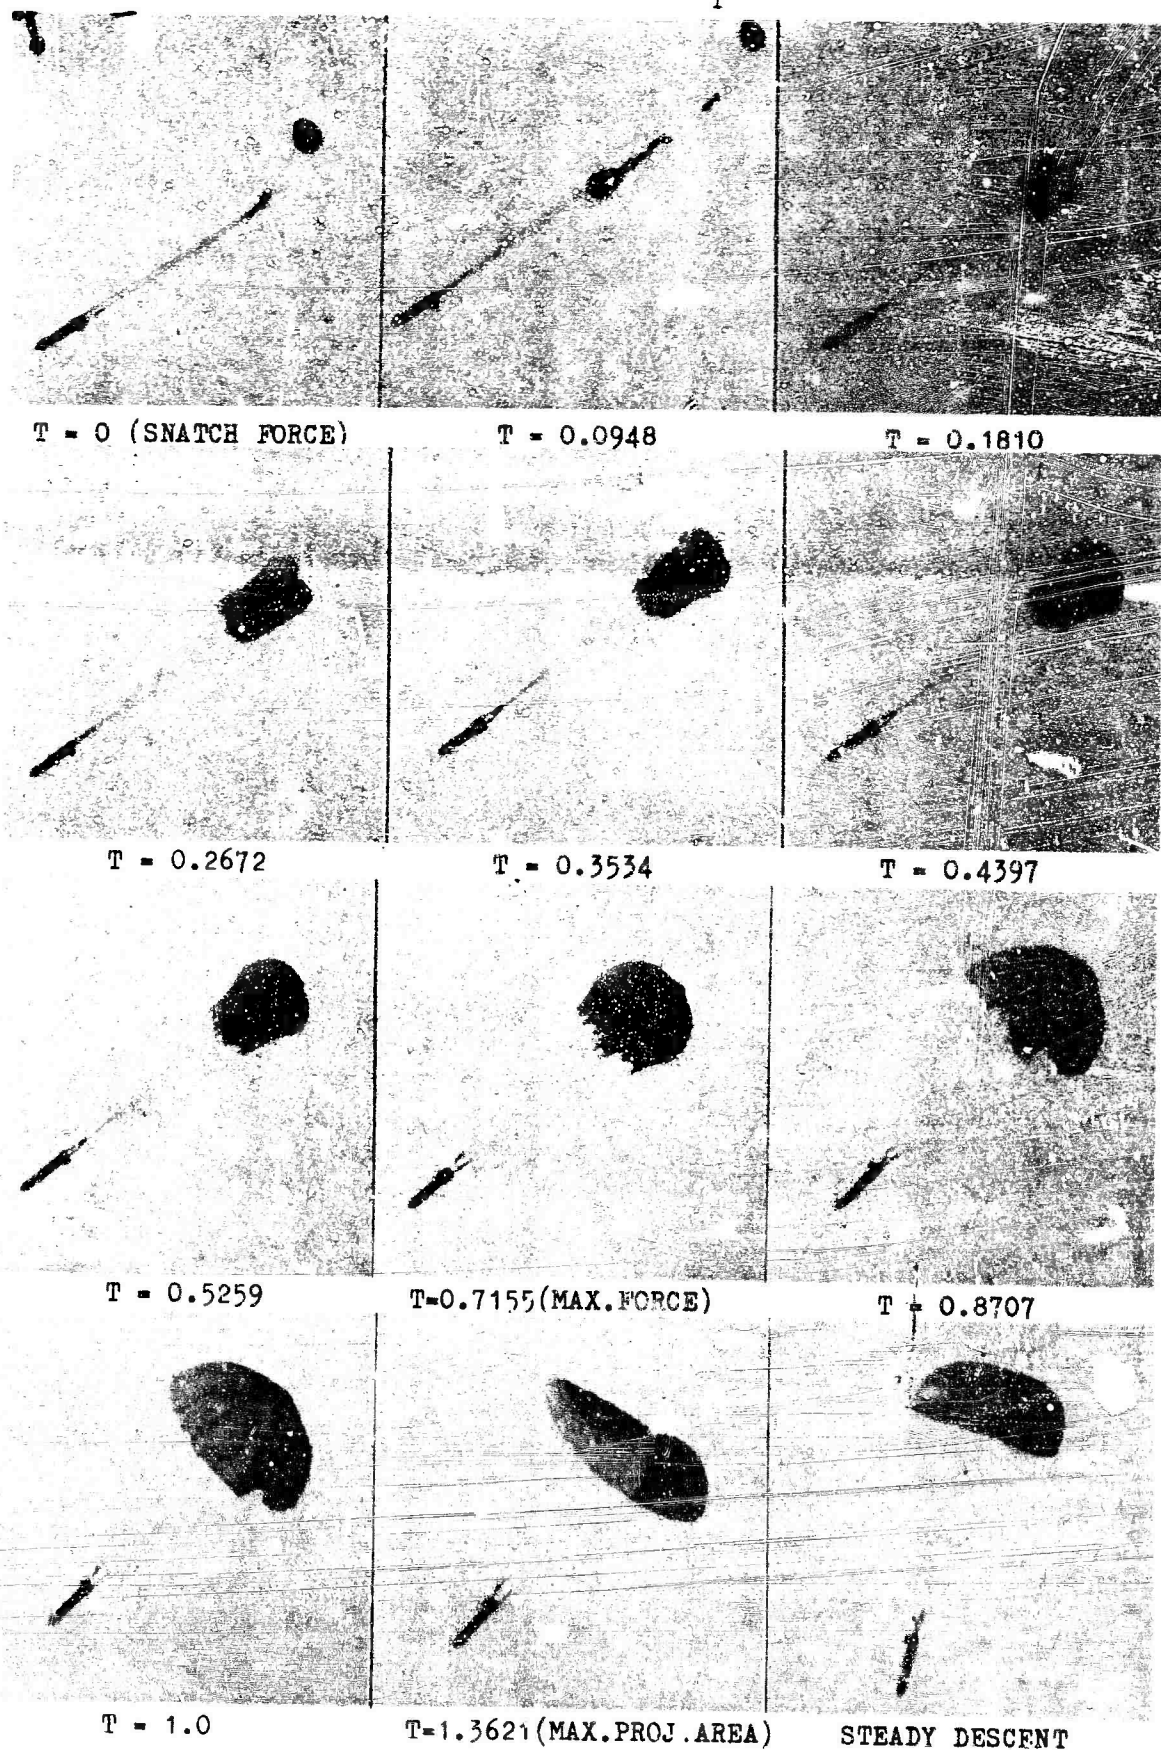 T = 0 (SNATCH FORCE)
T = 0.0948
T = 0.1810
T = 0.2672
T = 0.3534
T = 0.4397
T = 0.5259
T=0.7155(MAX.FORCE)
T = 0.8707
T = 1.0
T=1.3621(MAX.PROJ.AREA)
STEADY DESCENT